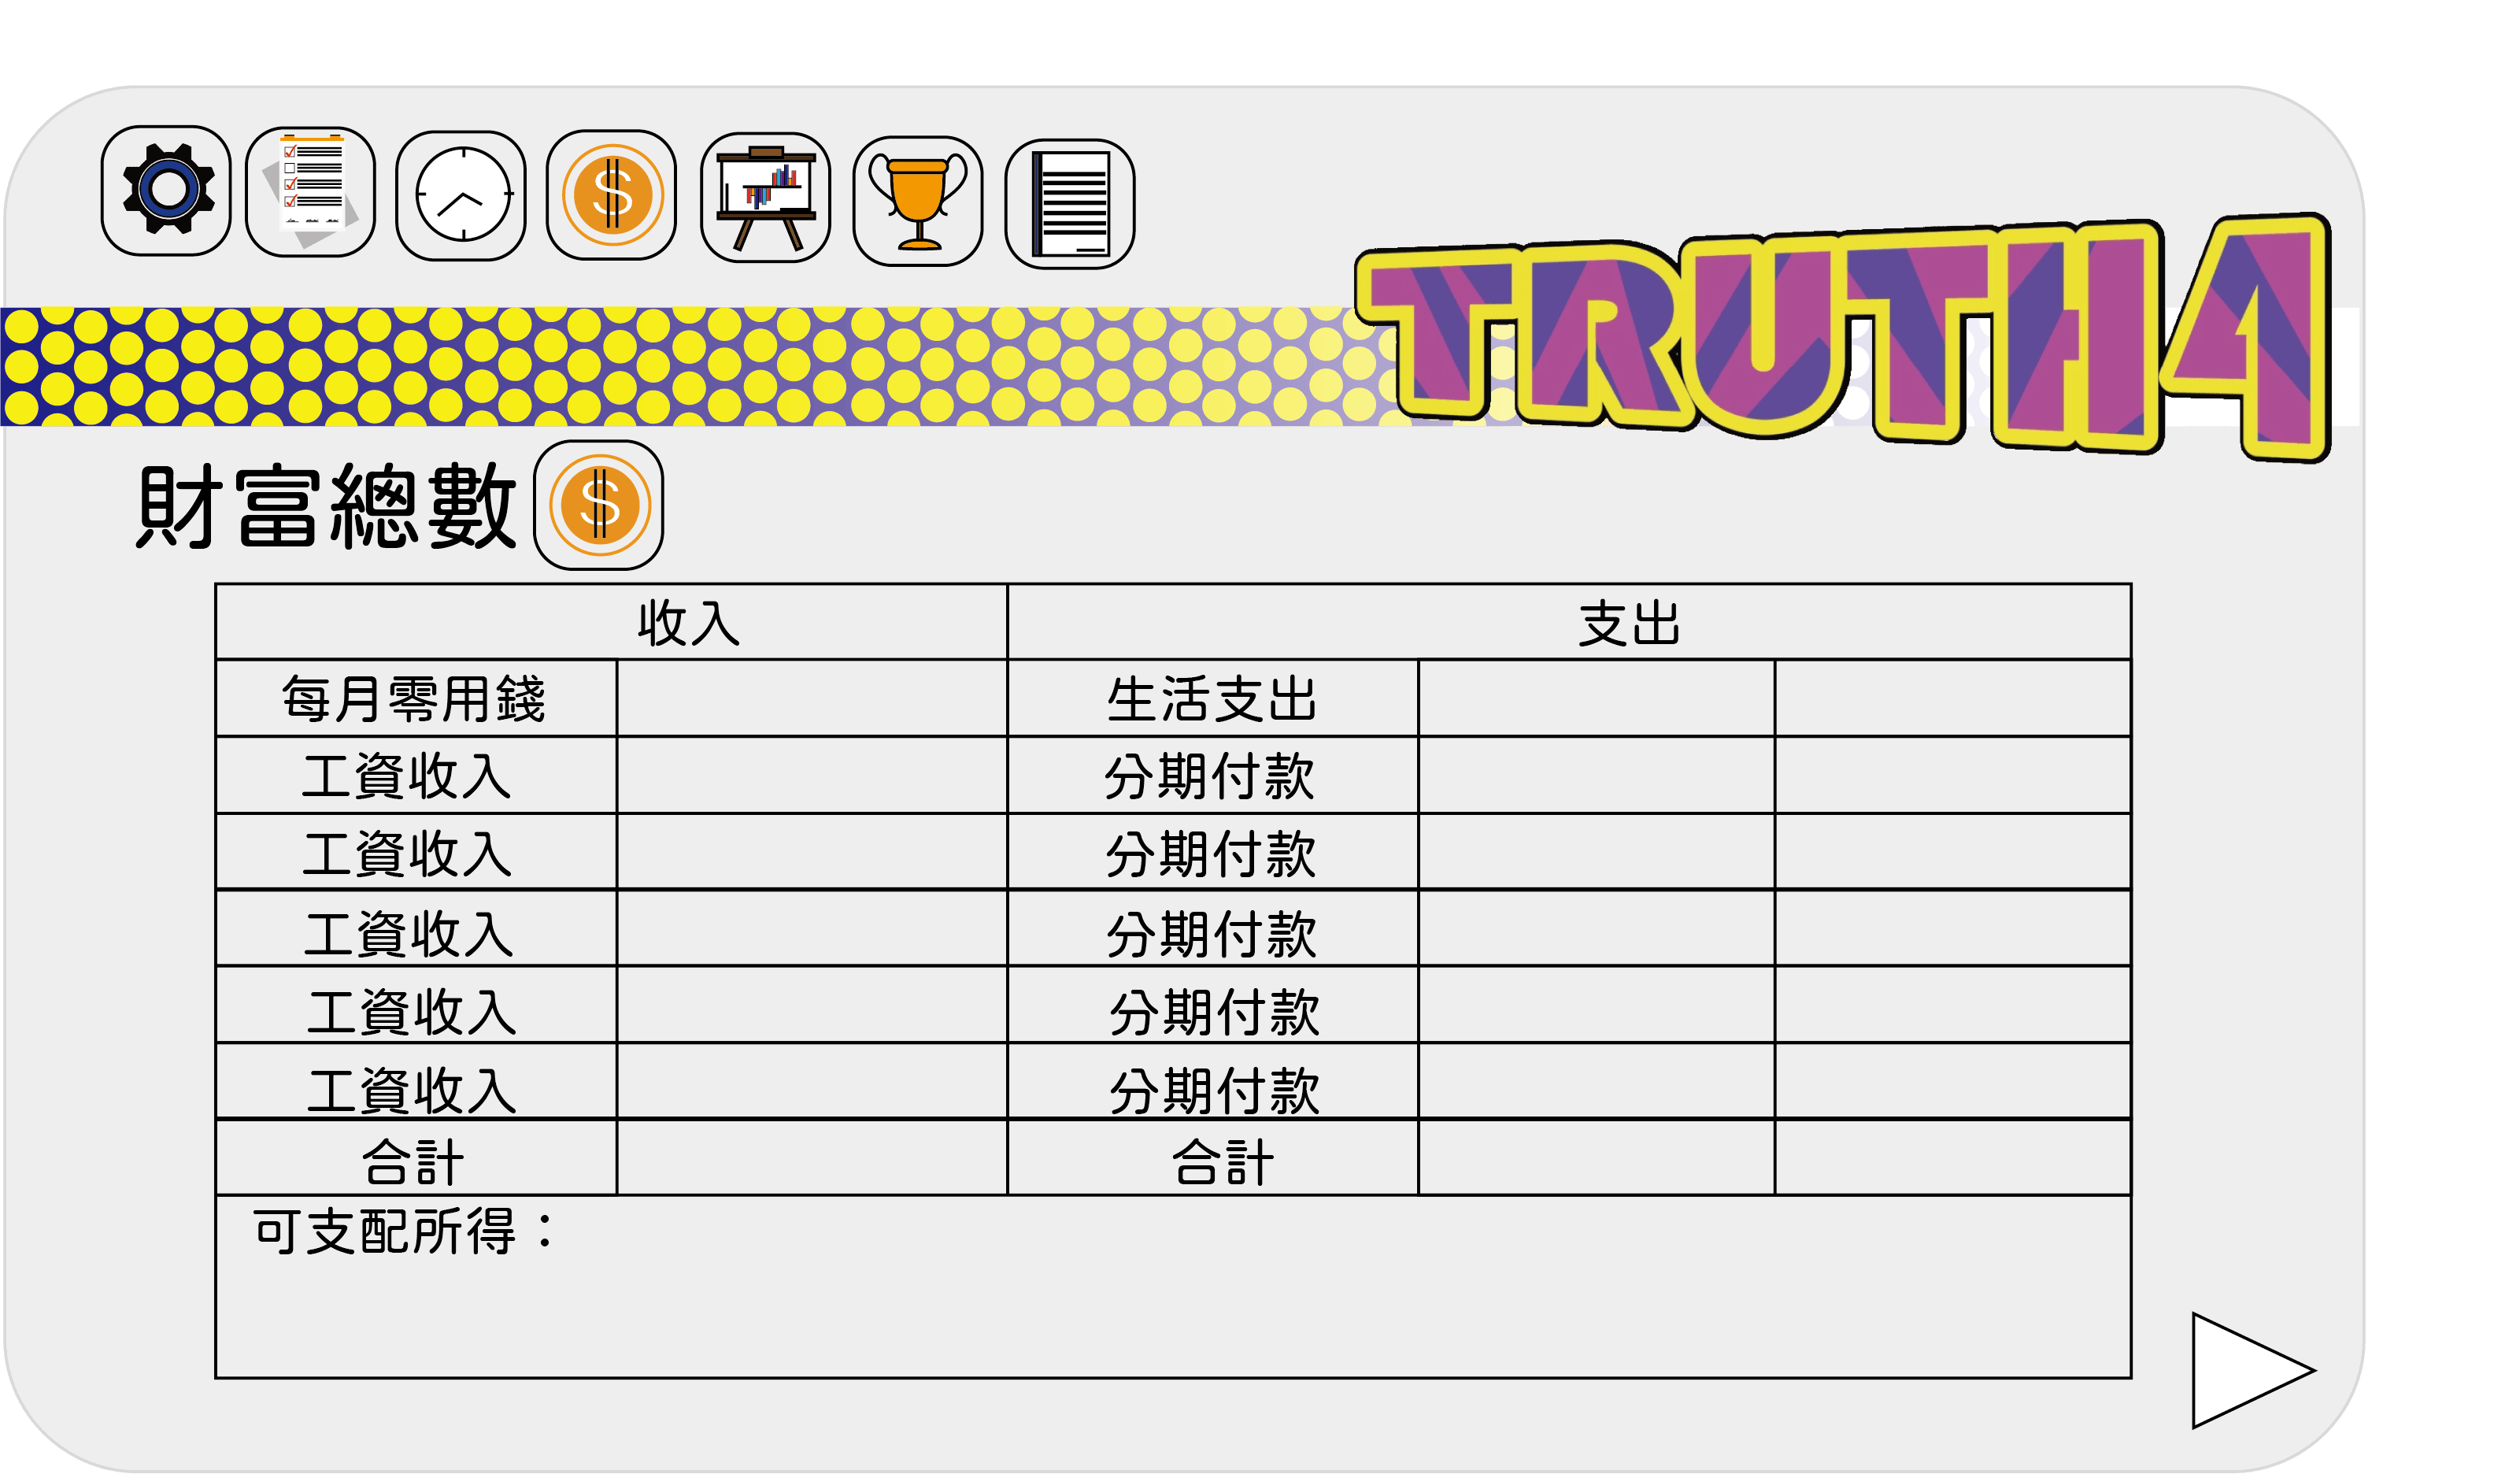 TRUTH4
財富總數
收入 支出
每月零用錢 生活支出
工資收入 分期付款
工資收入 分期付款
工資收入 分期付款
工資收入 分期付款
工資收入 分期付款
合計 合計
可支配所得：